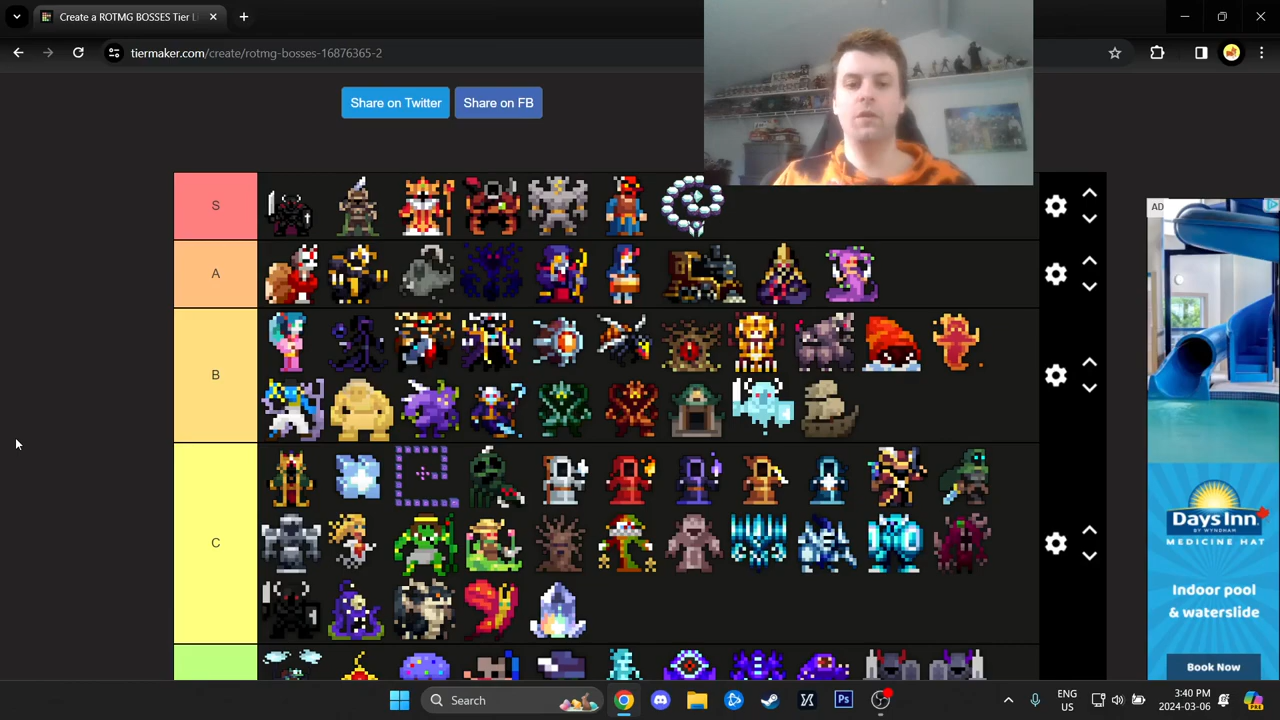 Create a ROTMG BOSSES Tier Li
tiermaker.com/create/rotmg-bosses-16876365-2
Share on Twitter
Share on FB
S
A
B
C
AD
Days Inn
BY WYNDHAM
MEDICINE HAT
Indoor pool
& waterslide
Book Now
Search
Ps
ENG
US
3:40 PM
2024-03-06